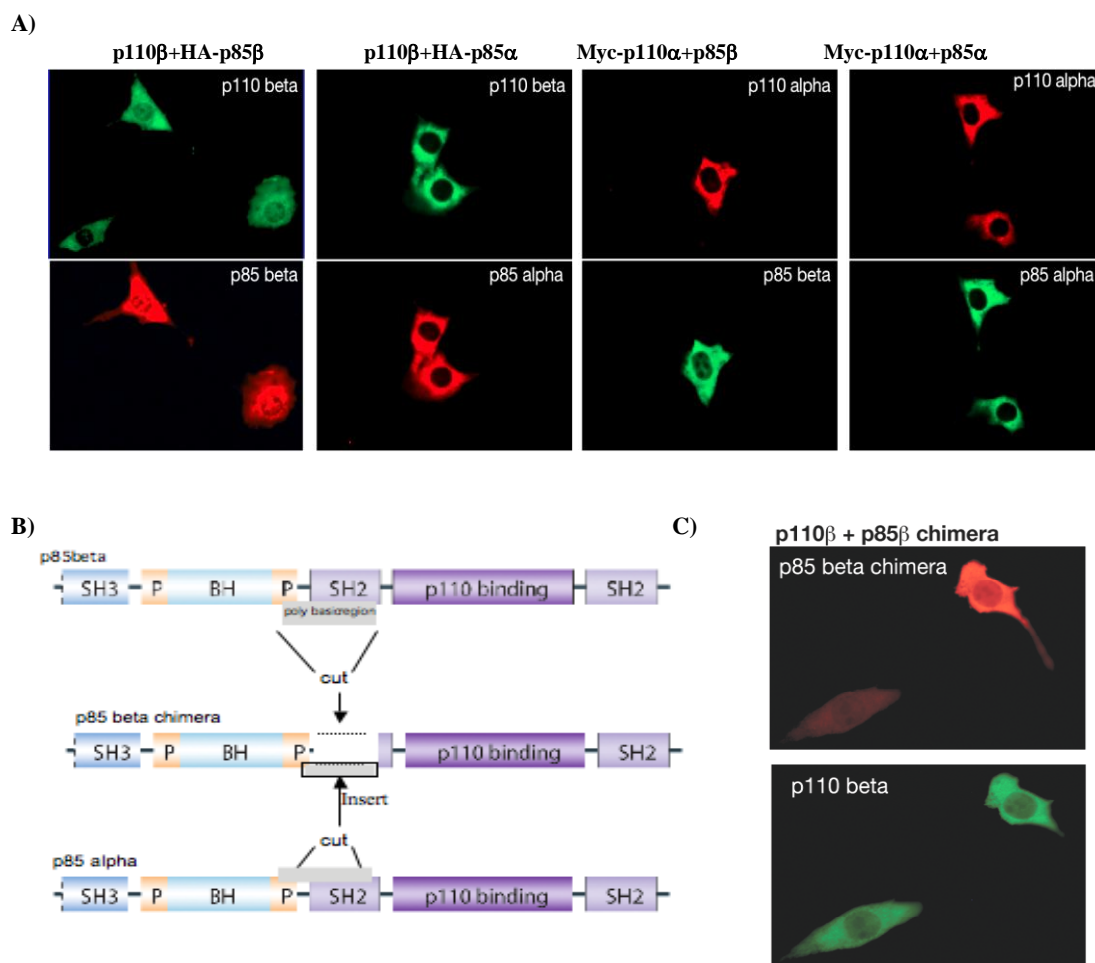 A)
p110β+HA-p85β p110β+HA-p85α Myc-p110α+p85β Myc-p110α+p85α
p110 beta p110 beta p110 alpha p110 alpha
p85 beta p85 alpha p85 beta p85 alpha
B)
p85beta
SH3 P BH P SH2 p110 binding SH2
poly basicregion
cut
p85 beta chimera
SH3 P BH P p110 binding SH2
Insert
cut
p85 alpha
SH3 P BH P SH2 p110 binding SH2
C)
p110β + p85β chimera
p85 beta chimera
p110 beta